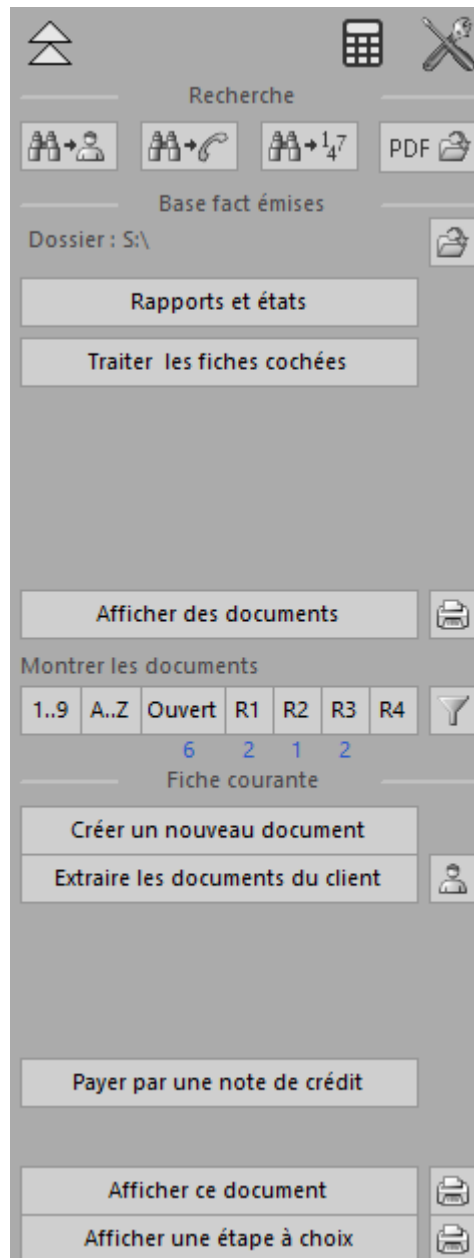 Recherche
1 47
PDF
Base fact émises
Dossier : S:\
Rapports et états
Traiter les fiches cochées
Afficher des documents
Montrer les documents
1..9 A..Z Ouvert R1 R2 R3 R4
6 2 1 2
Fiche courante
Créer un nouveau document
Extraire les documents du client
Payer par une note de crédit
Afficher ce document
Afficher une étape à choix